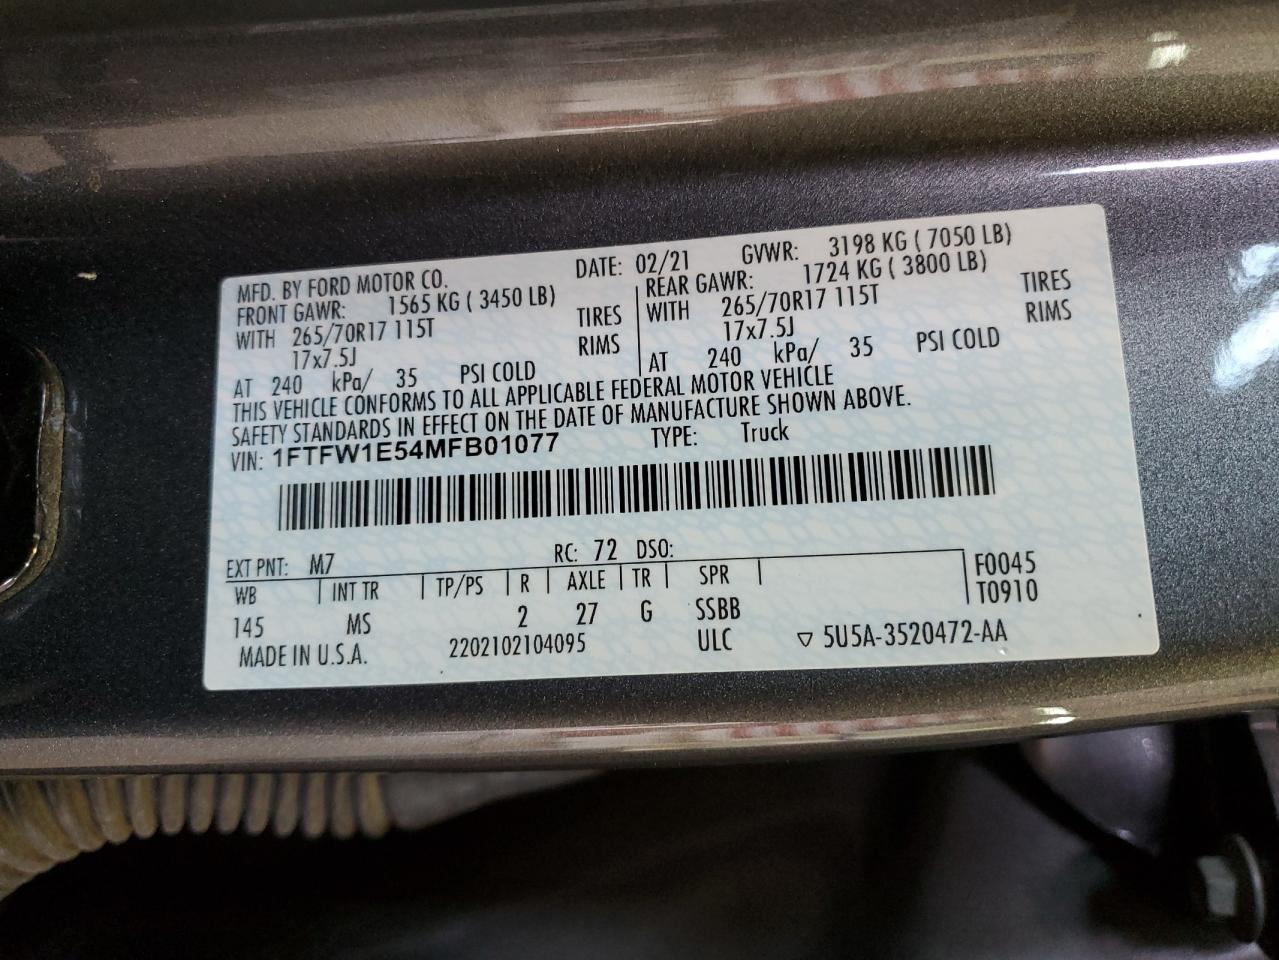 MFD. BY FORD MOTOR CO. DATE: 02/21 GVWR: 3198 KG ( 7050 LB)
FRONT GAWR: 1565 KG ( 3450 LB) REAR GAWR: 1724 KG ( 3800 LB)
WITH 265/70R17 115T TIRES WITH 265/70R17 115T TIRES
17x7.5J RIMS 17x7.5J RIMS
AT 240 kPa/ 35 PSI COLD AT 240 kPa/ 35 PSI COLD
THIS VEHICLE CONFORMS TO ALL APPLICABLE FEDERAL MOTOR VEHICLE
SAFETY STANDARDS IN EFFECT ON THE DATE OF MANUFACTURE SHOWN ABOVE.
VIN: 1FTFW1E54MFB01077 TYPE: Truck
EXT PNT: M7 RC: 72 DSO:
WB INT TR TP/PS R AXLE TR SPR F0045
145 MS 2 27 G SSBB T0910
MADE IN U.S.A. 2202102104095 ULC ▽ 5U5A-3520472-AA